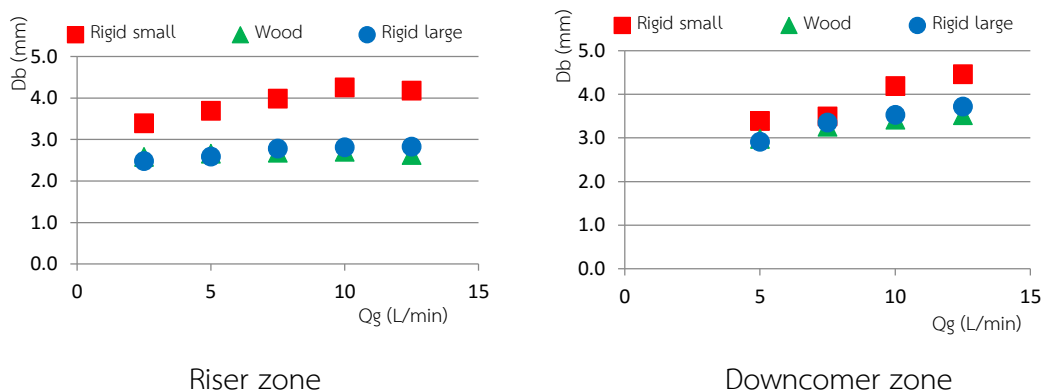 Rigid small Wood Rigid large
Db (mm)
5.0
4.0
3.0
2.0
1.0
0.0
0 5 10 15
Qg (L/min)
Riser zone
Rigid small Wood Rigid large
Db (mm)
5.0
4.0
3.0
2.0
1.0
0.0
0 5 10 15
Qg (L/min)
Downcomer zone